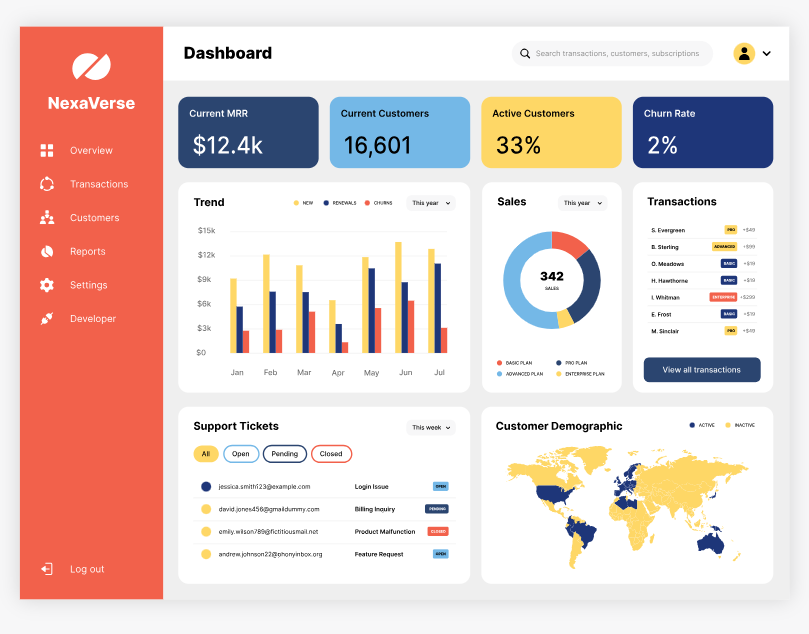 NexaVerse
Overview
Transactions
Customers
Reports
Settings
Developer
Log out
Dashboard
Search transactions, customers, subscriptions
Current MRR
$12.4k
Current Customers
16,601
Active Customers
33%
Churn Rate
2%
Trend
NEW RENEWALS CHURNS
This year
$15k
$12k
$9k
$6k
$3k
$0
Jan Feb Mar Apr May Jun Jul
Sales
This year
342
SALES
BASIC PLAN PRO PLAN
ADVANCED PLAN ENTERPRISE PLAN
Transactions
S. Evergreen PRO +$49
B. Sterling ADVANCED +$99
O. Meadows BASIC +$19
H. Hawthorne BASIC +$19
I. Whitman ENTERPRISE +$299
E. Frost BASIC +$19
M. Sinclair PRO +$49
View all transactions
Support Tickets
This week
All Open Pending Closed
jessica.smith123@example.com Login Issue OPEN
david.jones456@gmaildummy.com Billing Inquiry PENDING
emily.wilson789@fictitiousmail.net Product Malfunction CLOSED
andrew.johnson22@phonyinbox.org Feature Request OPEN
Customer Demographic
ACTIVE INACTIVE